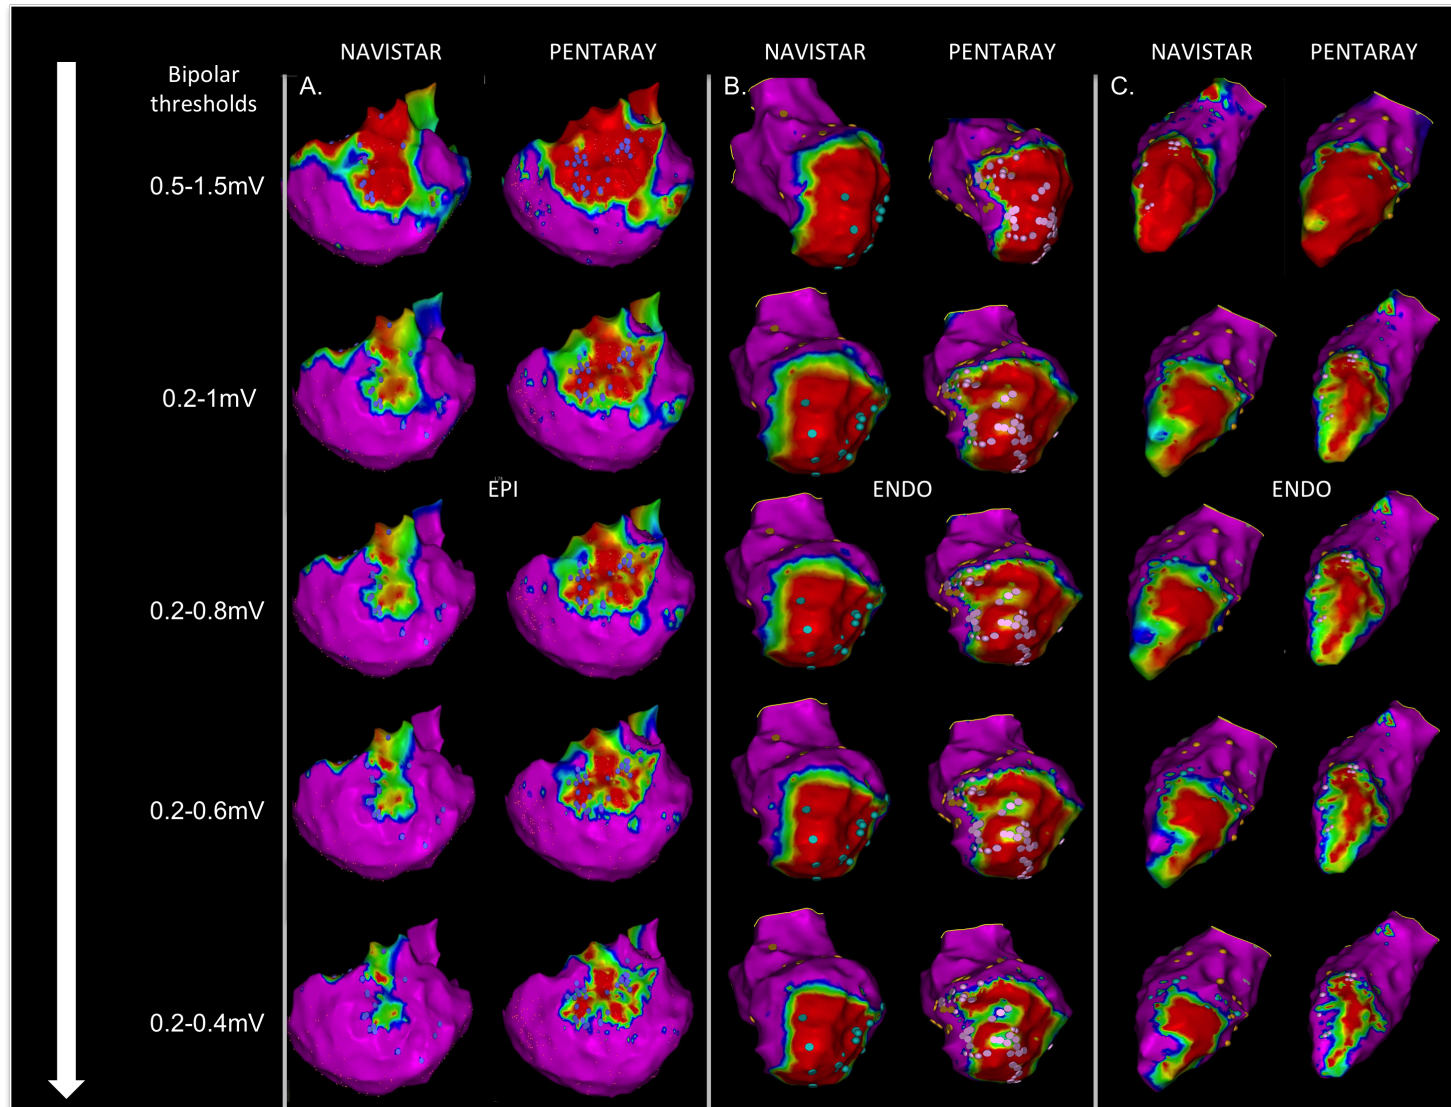 NAVISTAR PENTARAY NAVISTAR PENTARAY NAVISTAR PENTARAY
Bipolar
thresholds
A. B. C.
0.5-1.5mV
0.2-1mV
EPI ENDO ENDO
0.2-0.8mV
0.2-0.6mV
0.2-0.4mV